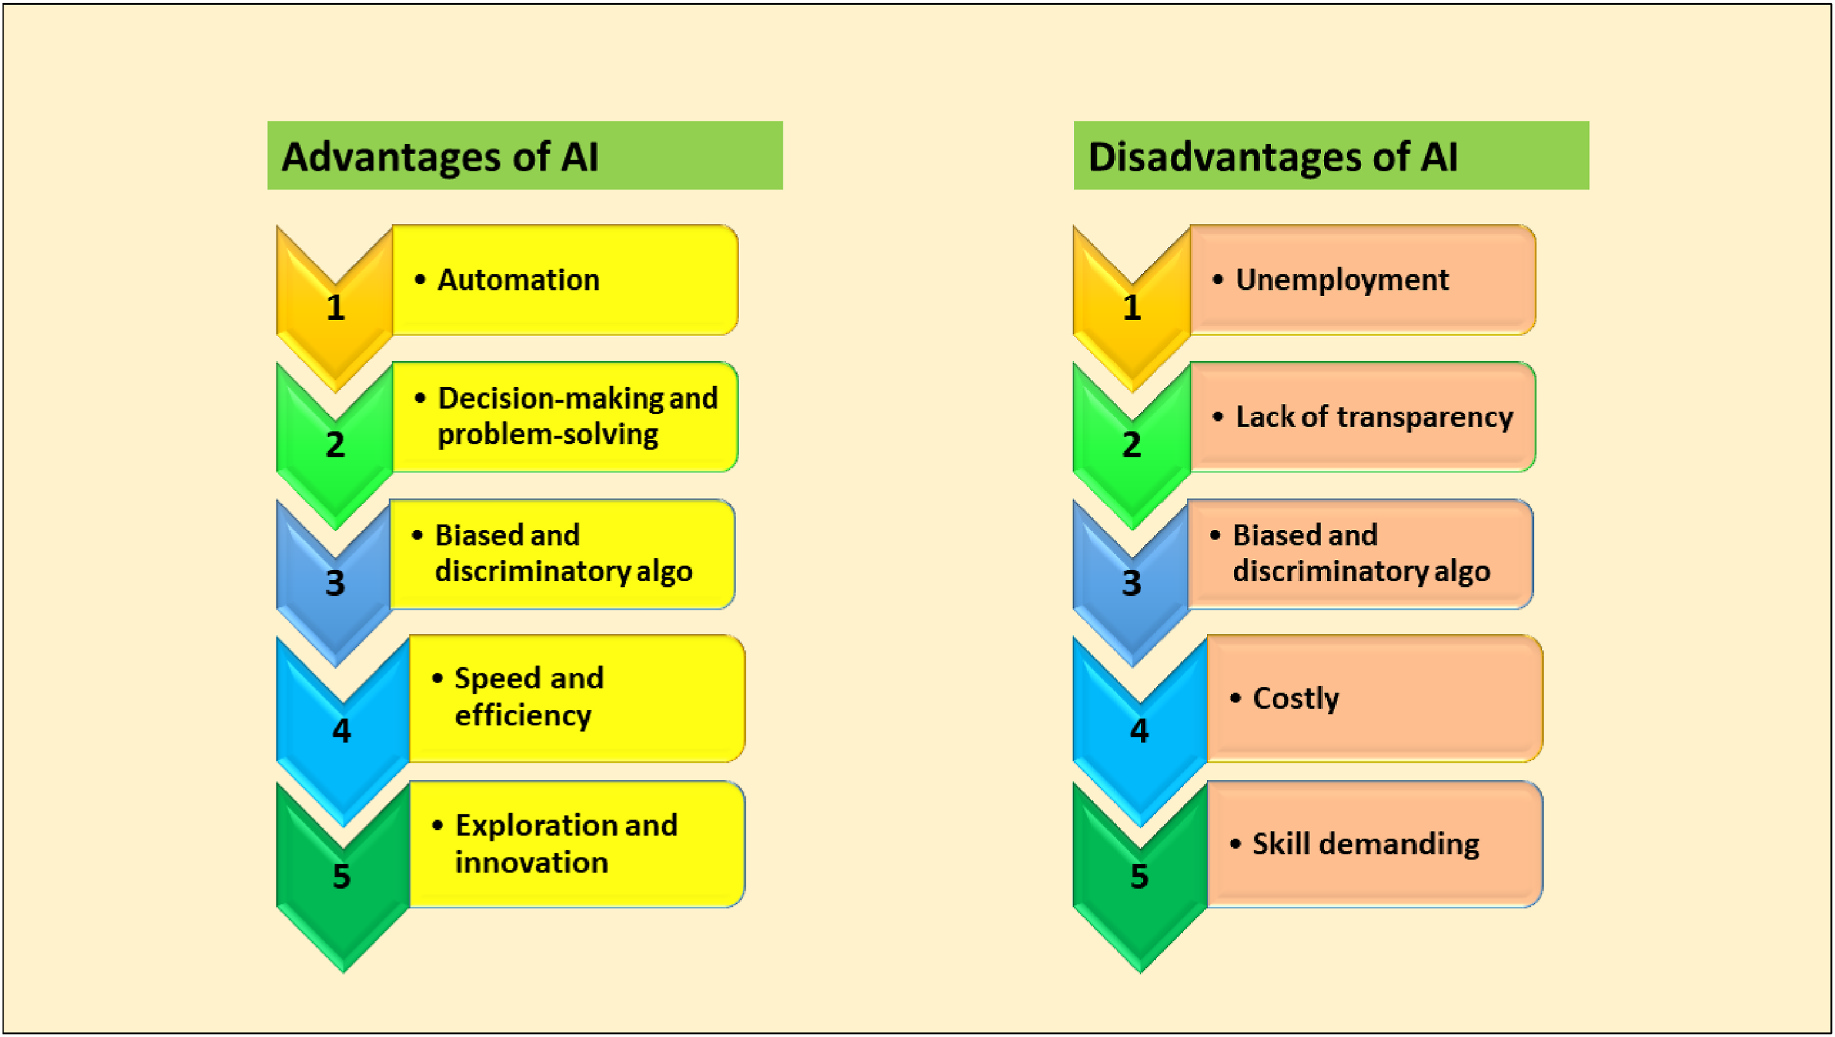 Advantages of AI
1
• Automation
2
• Decision-making and
problem-solving
3
• Biased and
discriminatory algo
4
• Speed and
efficiency
5
• Exploration and
innovation
Disadvantages of AI
1
• Unemployment
2
• Lack of transparency
3
• Biased and
discriminatory algo
4
• Costly
5
• Skill demanding